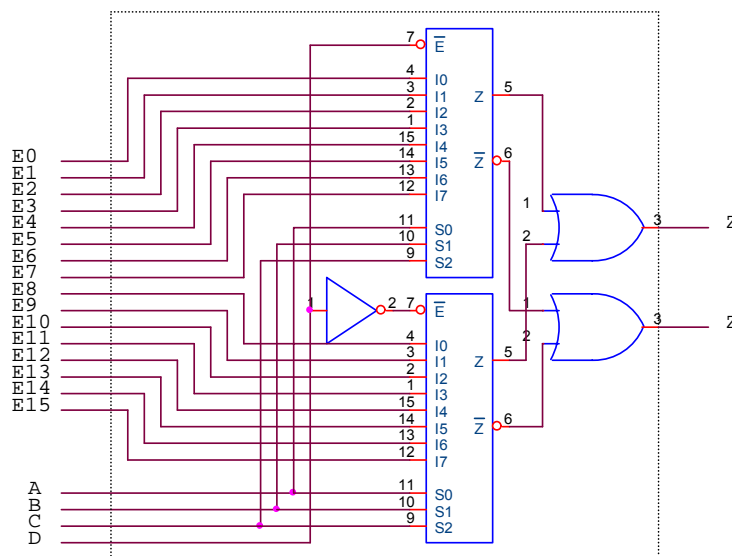 7 E̅
4 I0
3 I1
2 I2
1 I3
15 I4
14 I5
13 I6
12 I7
11 S0
10 S1
9 S2
Z 5
Z̅ 6
E0
E1
E2
E3
E4
E5
E6
E7
E8
E9
E10
E11
E12
E13
E14
E15
1
2
3
Z
1 2
7 E̅
4 I0
3 I1
2 I2
1 I3
15 I4
14 I5
13 I6
12 I7
11 S0
10 S1
9 S2
Z 5
Z̅ 6
1
2
3
Z
A
B
C
D